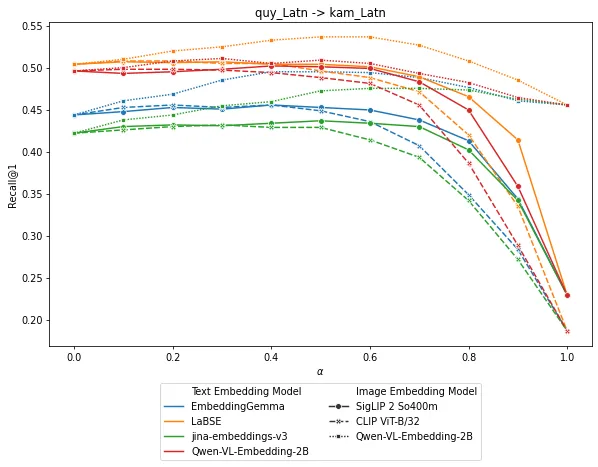 quy_Latn -> kam_Latn
0.55
0.50
0.45
0.40
0.35
0.30
0.25
0.20
Recall@1
0.0 0.2 0.4 0.6 0.8 1.0
α
Text Embedding Model Image Embedding Model
EmbeddingGemma SigLIP 2 So400m
LaBSE CLIP ViT-B/32
jina-embeddings-v3 Qwen-VL-Embedding-2B
Qwen-VL-Embedding-2B